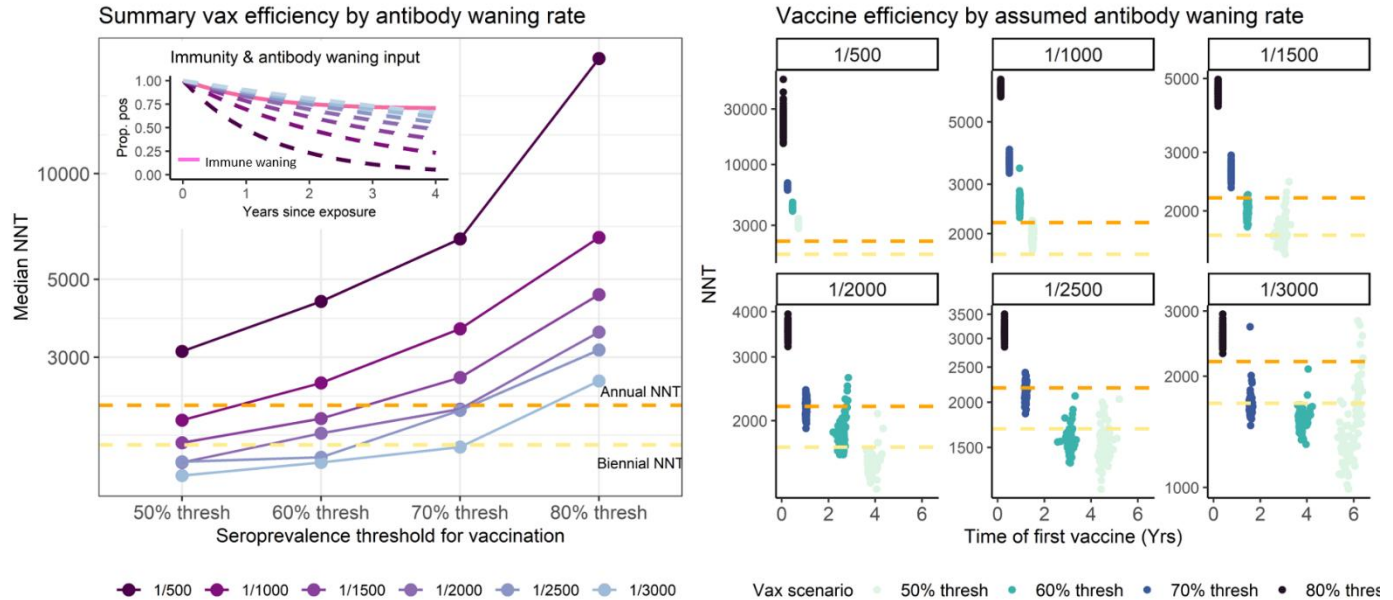 Summary vax efficiency by antibody waning rate
Median NNT
10000
5000
3000
Immunity & antibody waning input
Prop. pos
1.00
0.75
0.50
0.25
0.00
Immune waning
0 1 2 3 4
Years since exposure
Annual NNT
Biennial NNT
50% thresh 60% thresh 70% thresh 80% thresh
Seroprevalence threshold for vaccination
1/500 1/1000 1/1500 1/2000 1/2500 1/3000
Vaccine efficiency by assumed antibody waning rate
NNT
1/500
30000
10000
3000
1/1000
5000
3000
2000
1/1500
5000
3000
2000
1/2000
4000
3000
2000
1/2500
3500
3000
2500
2000
1500
1/3000
3000
2000
1000
0 2 4 6 0 2 4 6 0 2 4 6
Time of first vaccine (Yrs)
Vax scenario 50% thresh 60% thresh 70% thresh 80% thres